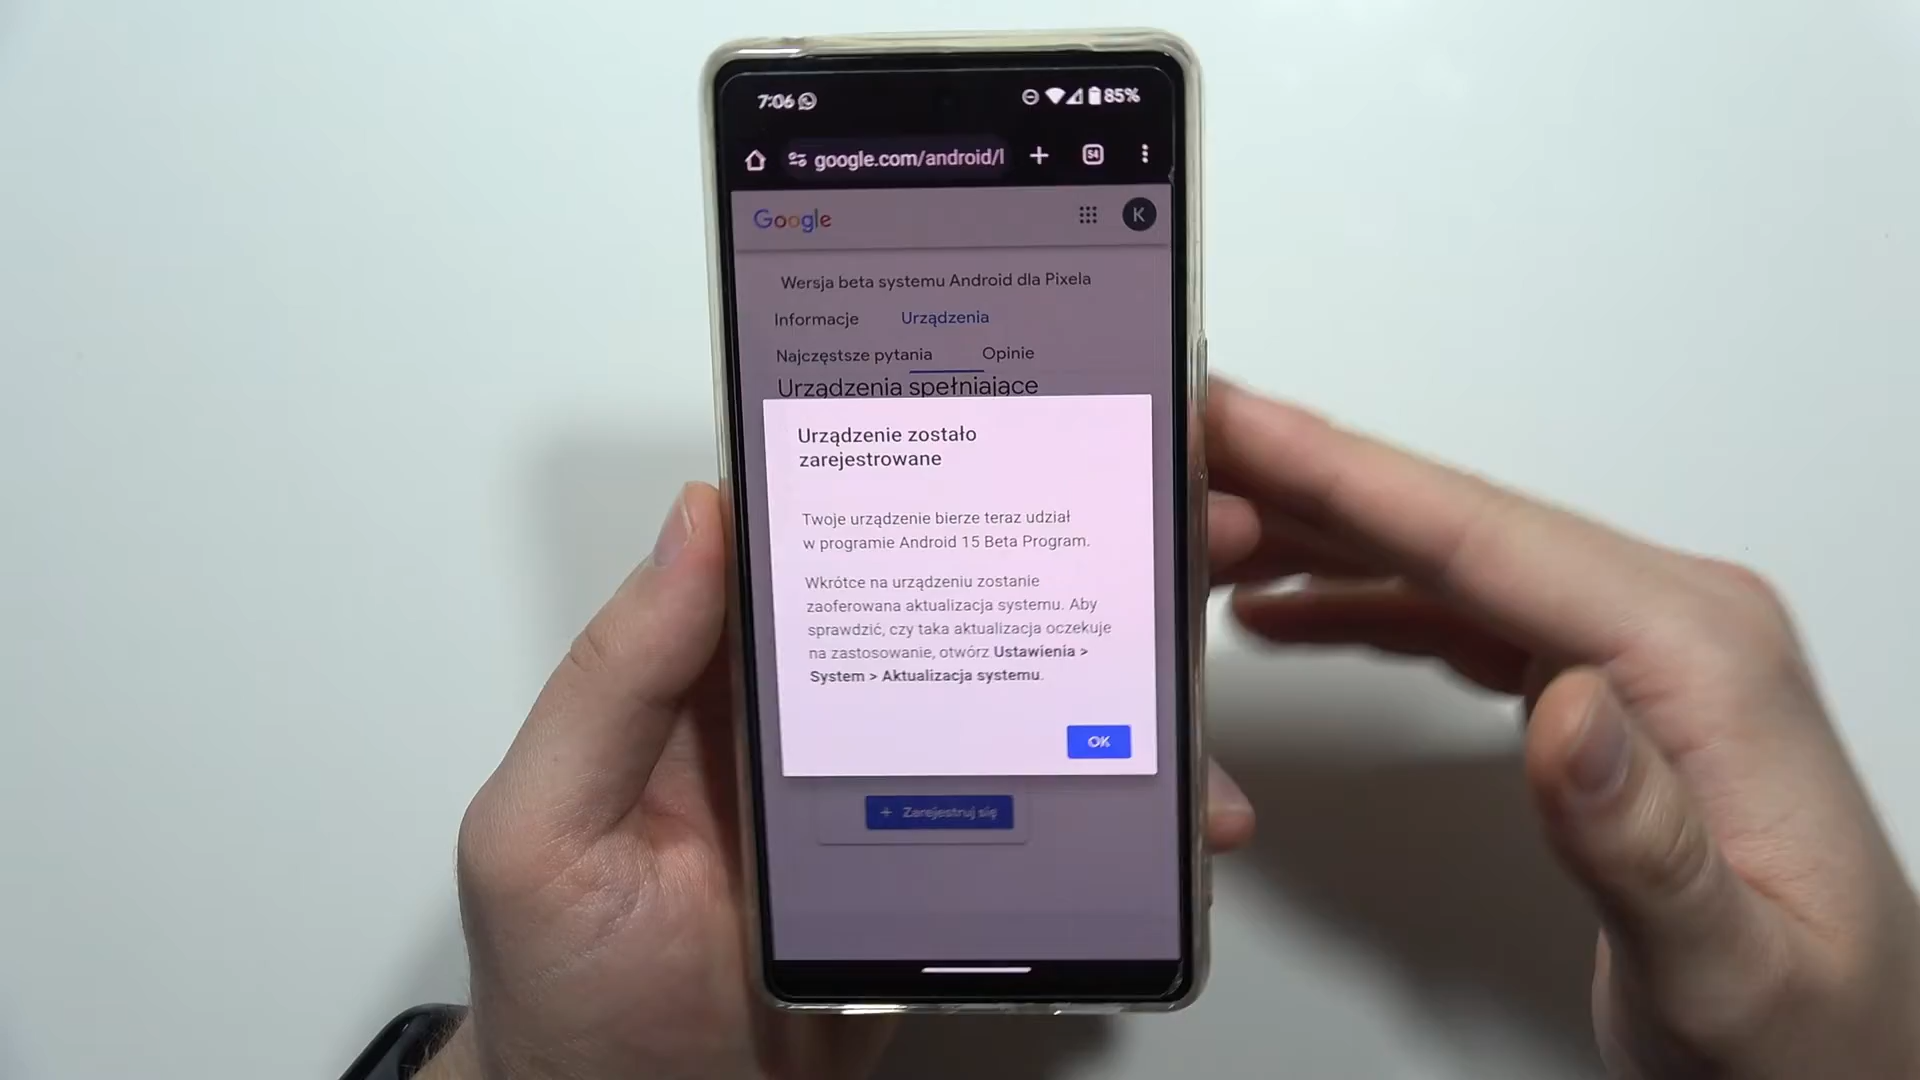 7:06 85%
google.com/android/
54
Google
K
Wersja beta systemu Android dla Pixela
Informacje Urządzenia
Najczęstsze pytania Opinie
Urządzenia spełniające
Urządzenie zostało
zarejestrowane
Twoje urządzenie bierze teraz udział
w programie Android 15 Beta Program.
Wkrótce na urządzeniu zostanie
zaoferowana aktualizacja systemu. Aby
sprawdzić, czy taka aktualizacja oczekuje
na zastosowanie, otwórz Ustawienia >
System > Aktualizacja systemu.
OK
+ Zarejestruj się